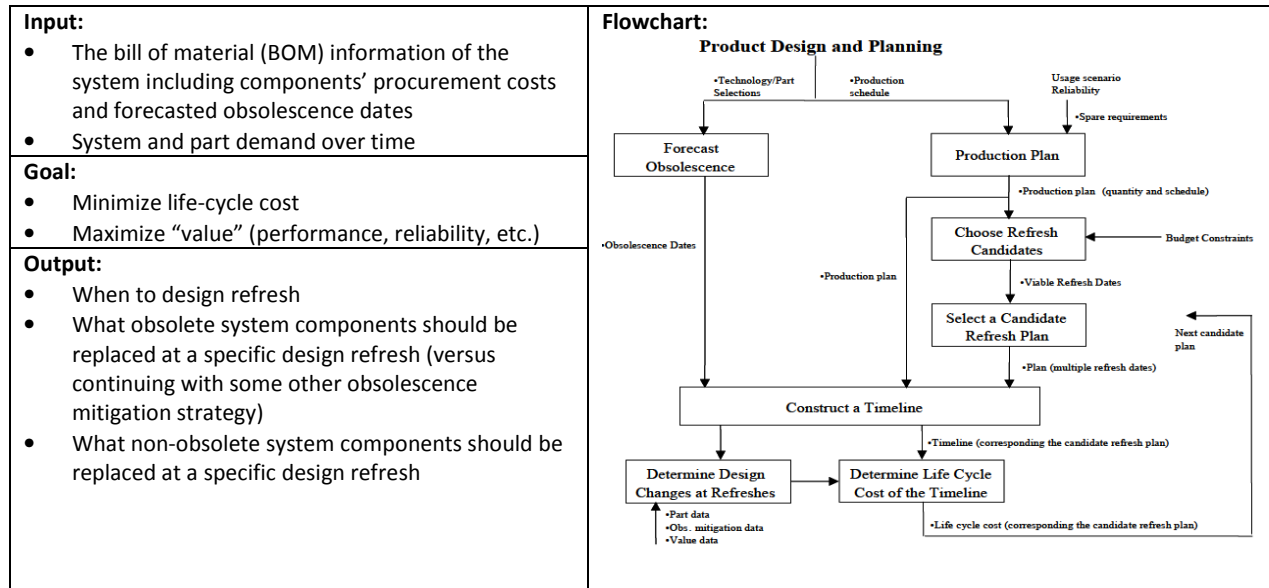 Input:
• The bill of material (BOM) information of the
system including components’ procurement costs
and forecasted obsolescence dates
• System and part demand over time
Goal:
• Minimize life-cycle cost
• Maximize “value” (performance, reliability, etc.)
Output:
• When to design refresh
• What obsolete system components should be
replaced at a specific design refresh (versus
continuing with some other obsolescence
mitigation strategy)
• What non-obsolete system components should be
replaced at a specific design refresh
Flowchart:
Product Design and Planning
•Technology/Part
Selections
•Production
schedule
Usage scenario
Reliability
•Spare requirements
Forecast
Obsolescence
Production Plan
•Production plan (quantity and schedule)
•Obsolescence Dates
Choose Refresh
Candidates
Budget Constraints
•Production plan
•Viable Refresh Dates
Select a Candidate
Refresh Plan
Next candidate
plan
•Plan (multiple refresh dates)
Construct a Timeline
•Timeline (corresponding the candidate refresh plan)
Determine Design
Changes at Refreshes
Determine Life Cycle
Cost of the Timeline
•Part data
•Obs. mitigation data
•Value data
•Life cycle cost (corresponding the candidate refresh plan)